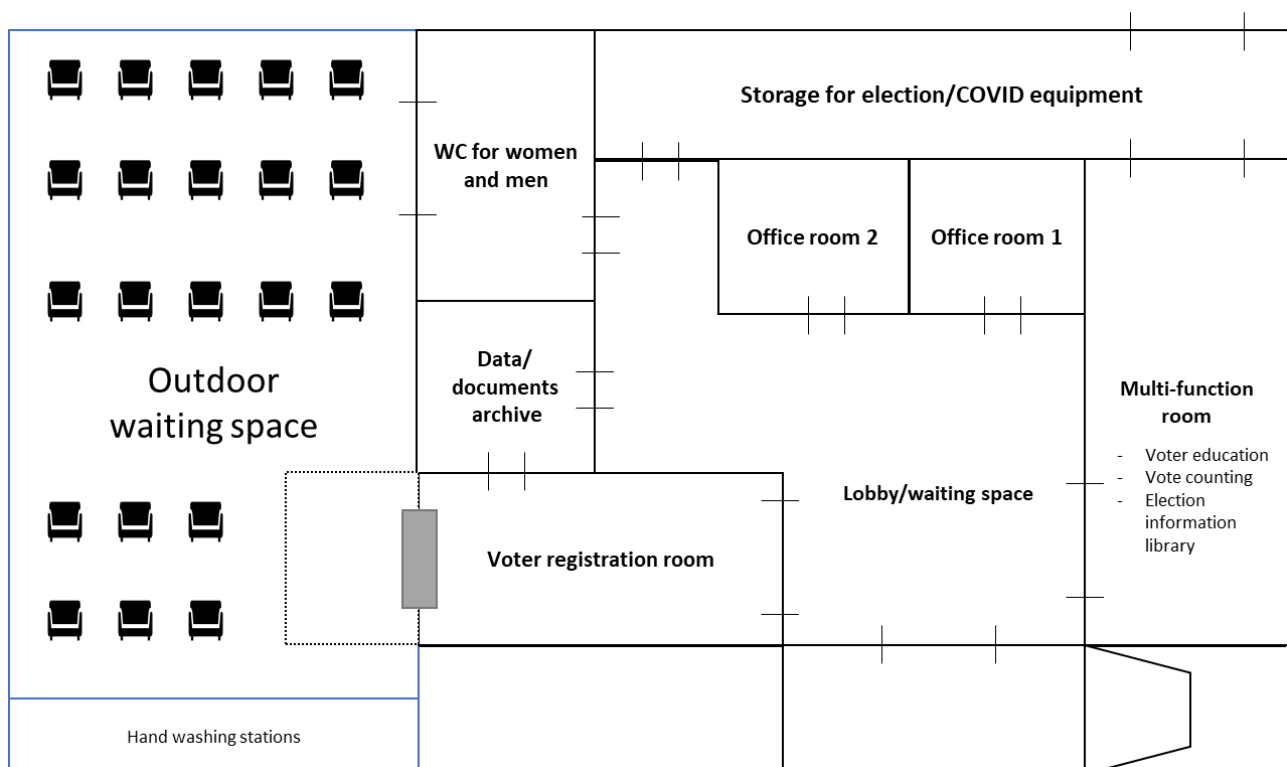 Storage for election/COVID equipment
WC for women
and men
Office room 2
Office room 1
Data/
documents
archive
Outdoor
waiting space
Multi-function
room
- Voter education
- Vote counting
- Election
information
library
Lobby/waiting space
Voter registration room
Hand washing stations